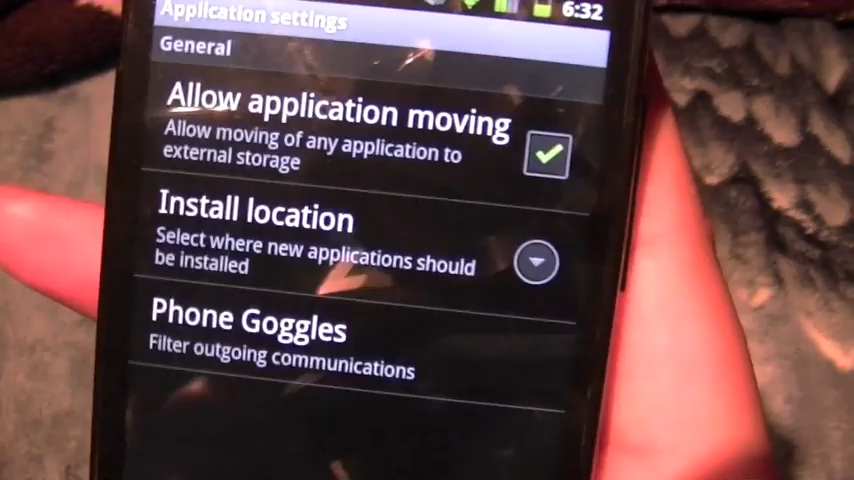 6:32
Application settings
General
Allow application moving
Allow moving of any application to
external storage
Install location
Select where new applications should
be installed
Phone Goggles
Filter outgoing communications